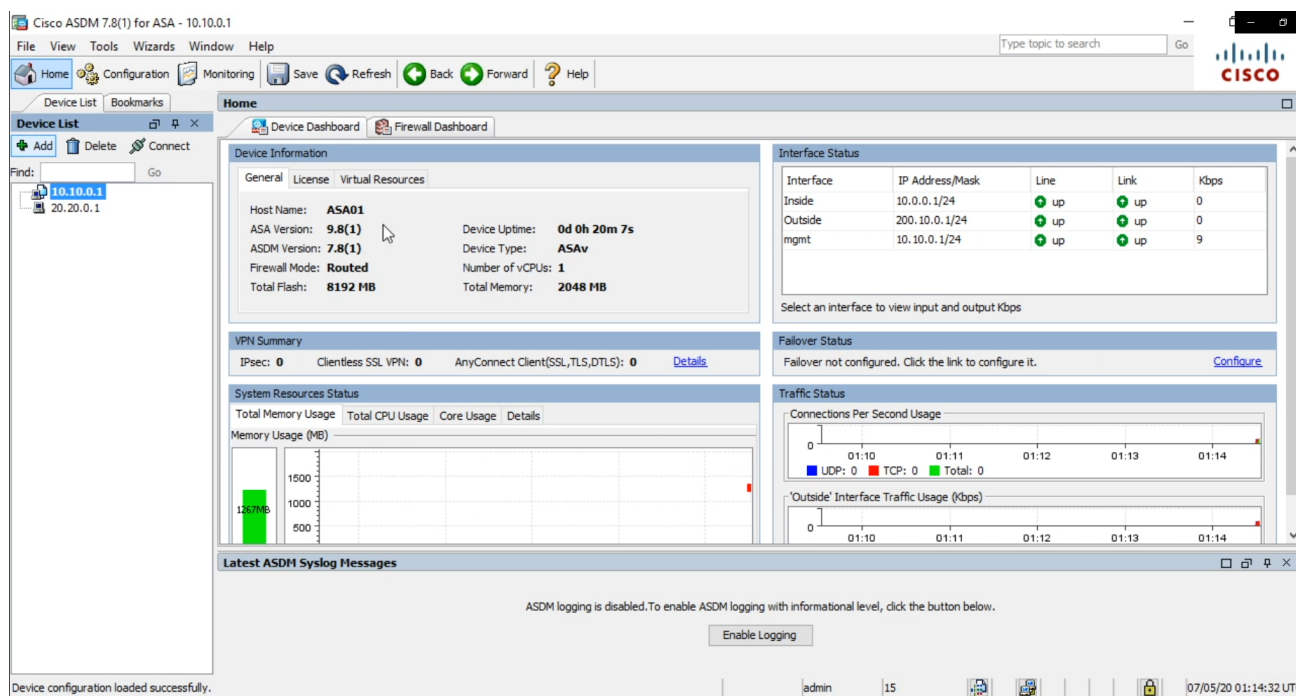 Cisco ASDM 7.8(1) for ASA - 10.10.0.1
File View Tools Wizards Window Help
Type topic to search Go
Home Configuration Monitoring Save Refresh Back Forward Help
CISCO
Device List Bookmarks
Device List
Add Delete Connect
Find: Go
10.10.0.1
20.20.0.1
Home
Device Dashboard Firewall Dashboard
Device Information
General License Virtual Resources
Host Name: ASA01
ASA Version: 9.8(1) Device Uptime: 0d 0h 20m 7s
ASDM Version: 7.8(1) Device Type: ASAv
Firewall Mode: Routed Number of vCPUs: 1
Total Flash: 8192 MB Total Memory: 2048 MB
Interface Status
Interface IP Address/Mask Line Link Kbps
Inside 10.0.0.1/24 up up 0
Outside 200.10.0.1/24 up up 0
mgmt 10.10.0.1/24 up up 9
Select an interface to view input and output Kbps
VPN Summary
IPsec: 0 Clientless SSL VPN: 0 AnyConnect Client(SSL,TLS,DTLS): 0 Details
Failover Status
Failover not configured. Click the link to configure it. Configure
System Resources Status
Total Memory Usage Total CPU Usage Core Usage Details
Memory Usage (MB)
1500
1000
500
1267MB
Traffic Status
Connections Per Second Usage
0
01:10 01:11 01:12 01:13 01:14
UDP: 0 TCP: 0 Total: 0
'Outside' Interface Traffic Usage (Kbps)
0
01:10 01:11 01:12 01:13 01:14
Latest ASDM Syslog Messages
ASDM logging is disabled.To enable ASDM logging with informational level, click the button below.
Enable Logging
Device configuration loaded successfully. admin 15 07/05/20 01:14:32 UT